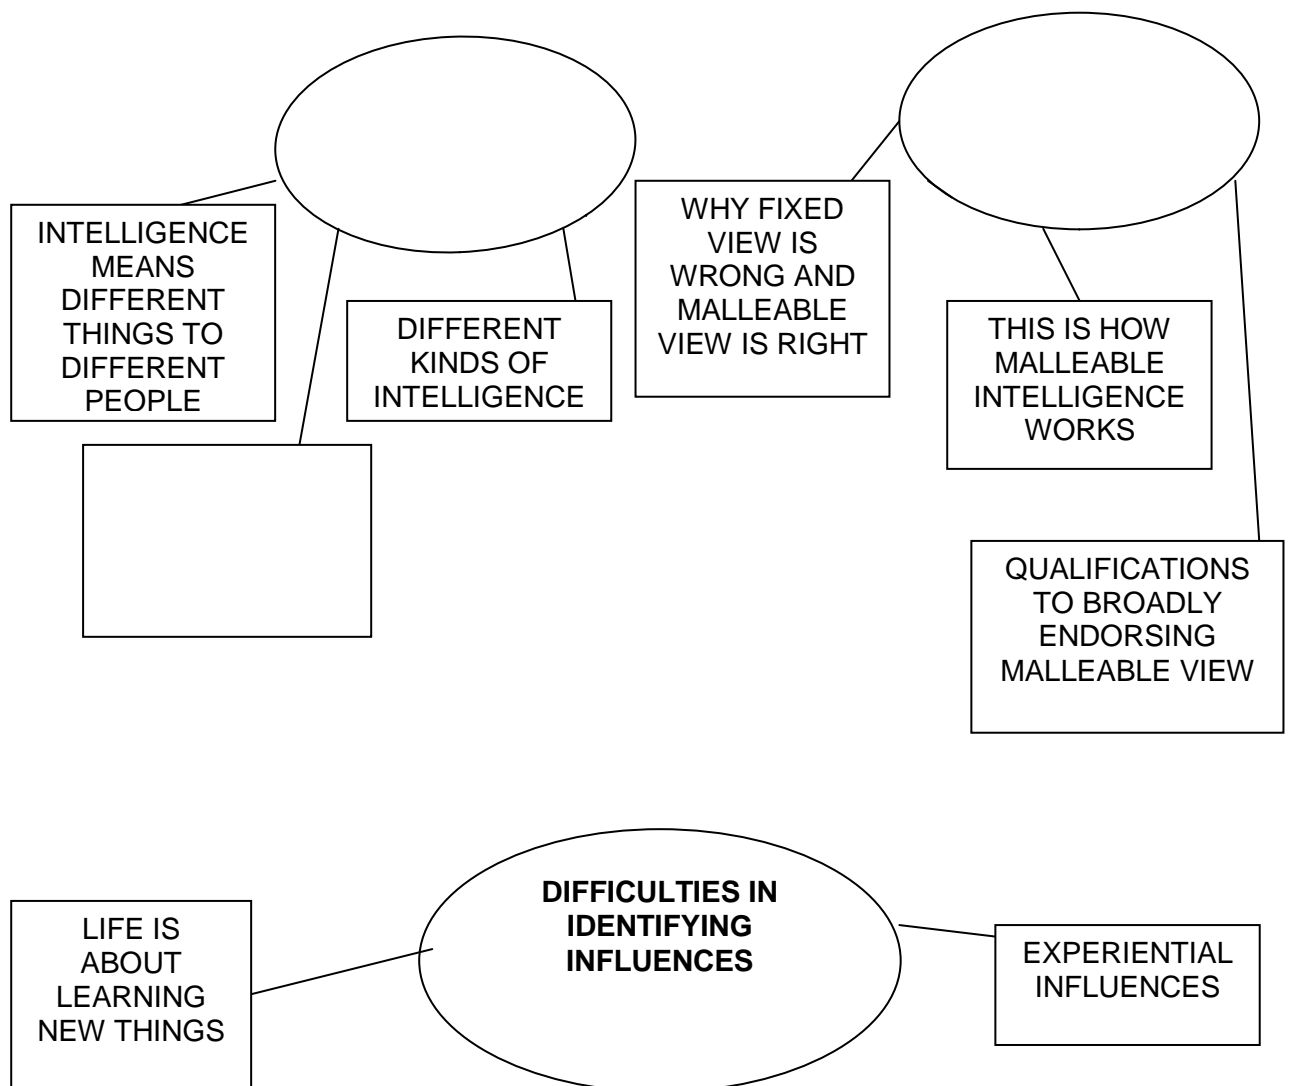 INTELLIGENCE
MEANS
DIFFERENT
THINGS TO
DIFFERENT
PEOPLE
DIFFERENT
KINDS OF
INTELLIGENCE
WHY FIXED
VIEW IS
WRONG AND
MALLEABLE
VIEW IS RIGHT
THIS IS HOW
MALLEABLE
INTELLIGENCE
WORKS
QUALIFICATIONS
TO BROADLY
ENDORSING
MALLEABLE VIEW
LIFE IS
ABOUT
LEARNING
NEW THINGS
DIFFICULTIES IN
IDENTIFYING
INFLUENCES
EXPERIENTIAL
INFLUENCES